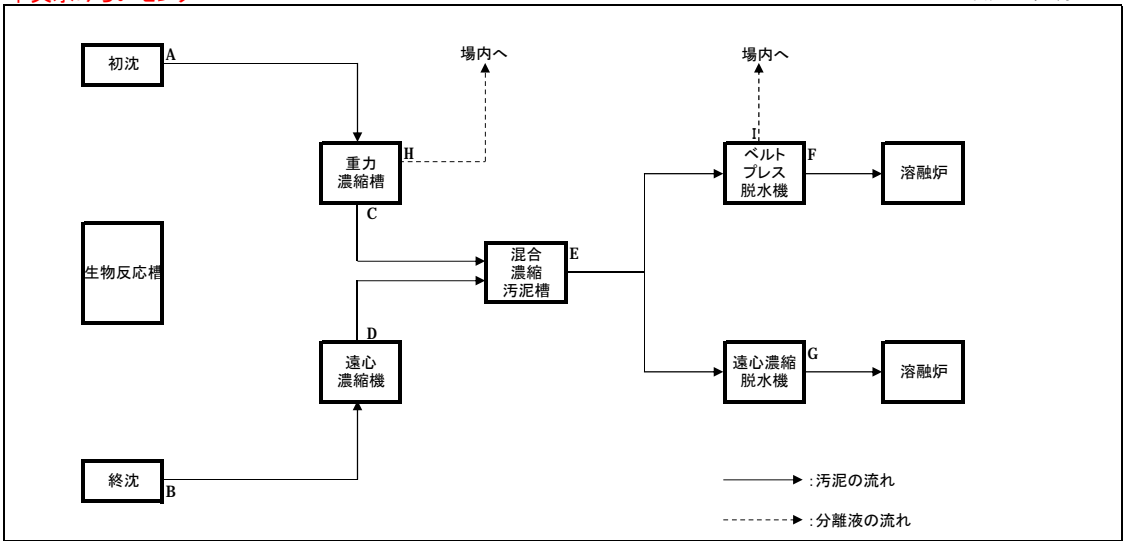 初沈
A
場内へ
場内へ
重力
濃縮槽
H
C
I
ベルト
プレス
脱水機
F
溶融炉
生物反応槽
混合
濃縮
汚泥槽
E
D
遠心
濃縮機
遠心濃縮
脱水機
G
溶融炉
終沈
B
:汚泥の流れ
:分離液の流れ